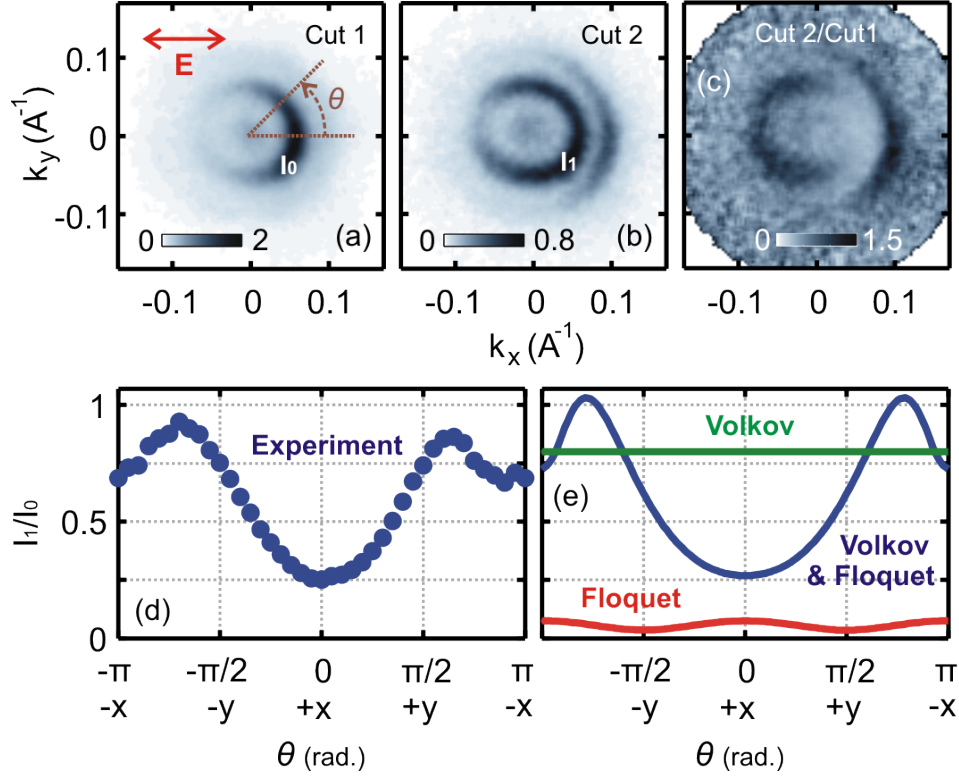 E
Cut 1
Cut 2
Cut 2/Cut1
θ
I0
I1
(a)
(b)
(c)
0 2
0 0.8
0 1.5
0.1
0
-0.1
ky (A-1)
-0.1 0 0.1
-0.1 0 0.1
-0.1 0 0.1
kx (A-1)
1
0.5
0
I1/I0
Experiment
(d)
Volkov
(e)
Volkov
& Floquet
Floquet
-π -π/2 0 π/2 π
-x -y +x +y -x
θ (rad.)
-π/2 0 π/2 π
-y +x +y -x
θ (rad.)